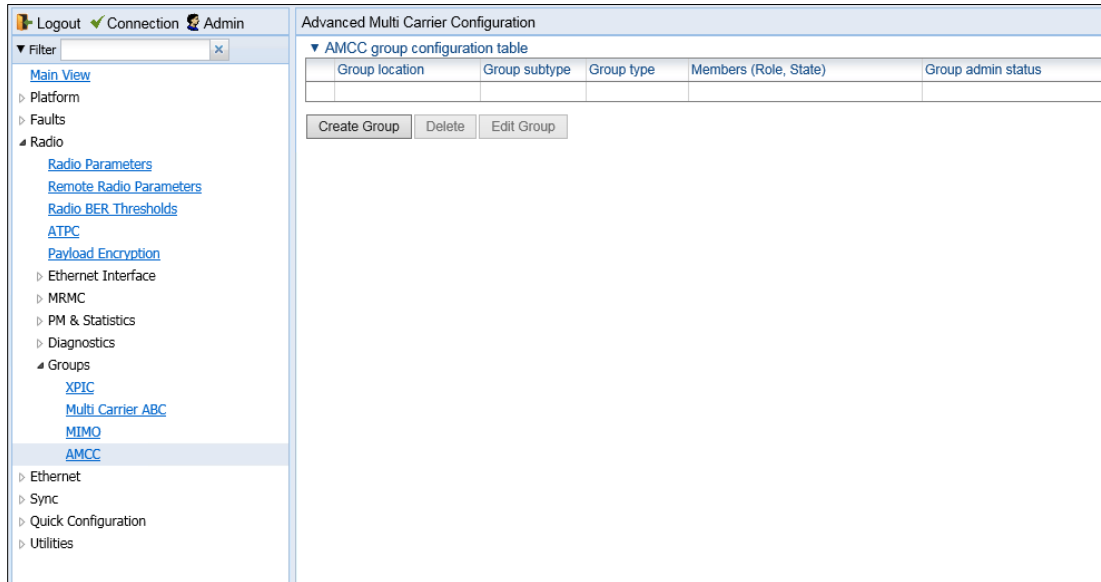 Logout Connection Admin
Filter
Main View
Platform
Faults
Radio
Radio Parameters
Remote Radio Parameters
Radio BER Thresholds
ATPC
Payload Encryption
Ethernet Interface
MRMC
PM & Statistics
Diagnostics
Groups
XPIC
Multi Carrier ABC
MIMO
AMCC
Ethernet
Sync
Quick Configuration
Utilities
Advanced Multi Carrier Configuration
AMCC group configuration table
Group location Group subtype Group type Members (Role, State) Group admin status
Create Group Delete Edit Group